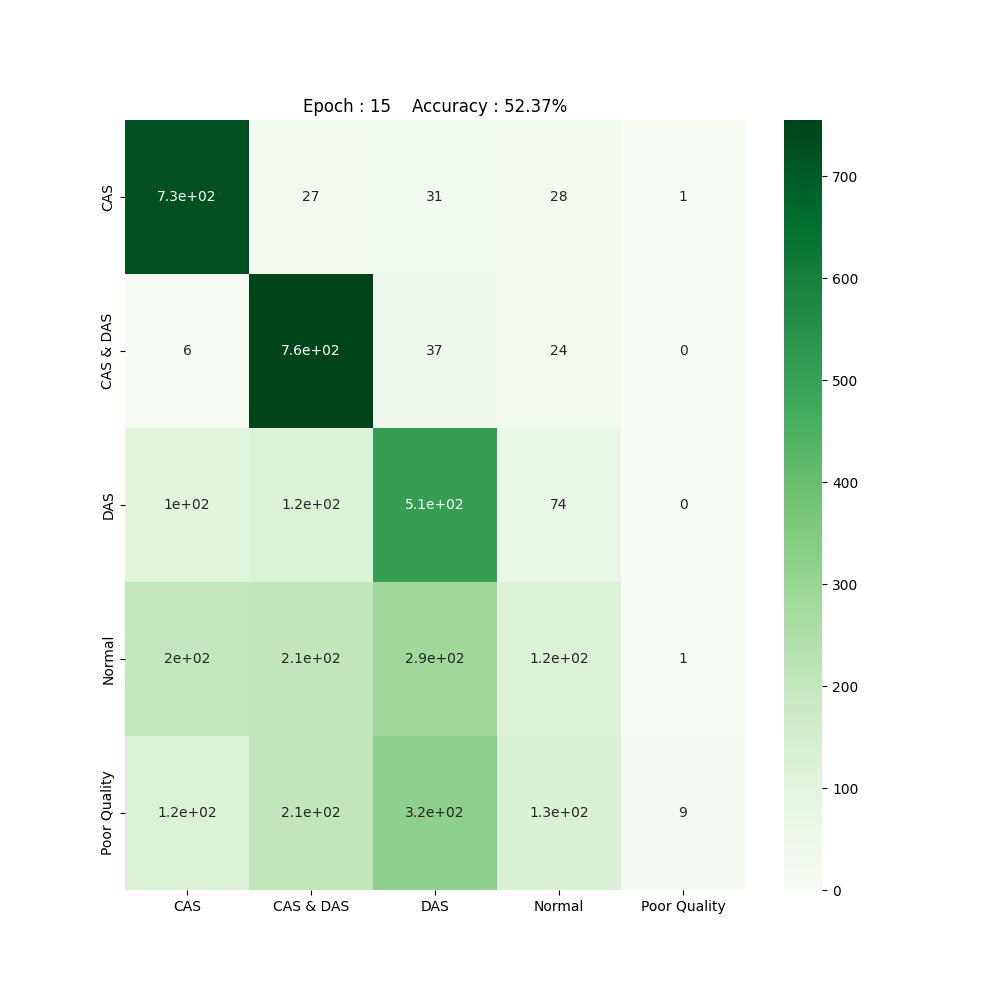 Epoch : 15    Accuracy : 52.37%
CAS 7.3e+02 27 31 28 1
CAS & DAS 6 7.6e+02 37 24 0
DAS 1e+02 1.2e+02 5.1e+02 74 0
Normal 2e+02 2.1e+02 2.9e+02 1.2e+02 1
Poor Quality 1.2e+02 2.1e+02 3.2e+02 1.3e+02 9
CAS CAS & DAS DAS Normal Poor Quality
700
600
500
400
300
200
100
0